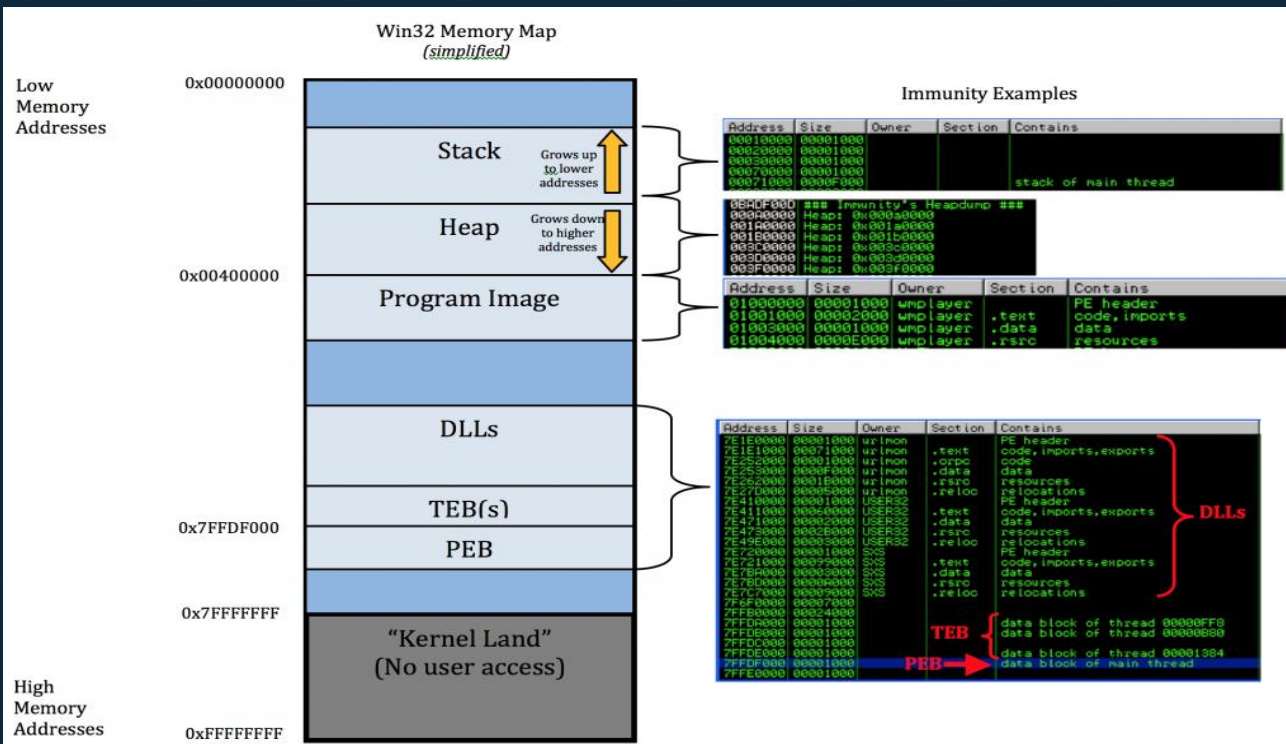 Win32 Memory Map
(simplified)
Low
Memory
Addresses
0x00000000
Stack
Grows up
to lower
addresses
Heap
Grows down
to higher
addresses
0x00400000
Program Image
DLLs
TEB(s)
0x7FFDF000
PEB
0x7FFFFFFF
“Kernel Land”
(No user access)
High
Memory
Addresses
0xFFFFFFFF
Immunity Examples
Address Size Owner Section Contains
00010000 00001000
00020000 00001000
00030000 00001000
00070000 00001000
00071000 0000F000 stack of main thread
0BADF00D ### Immunity's Heapdump ###
000A0000 Heap: 0x000a0000
001A0000 Heap: 0x001a0000
001B0000 Heap: 0x001b0000
003C0000 Heap: 0x003c0000
003D0000 Heap: 0x003d0000
003F0000 Heap: 0x003f0000
Address Size Owner Section Contains
01000000 00001000 wmplayer PE header
01001000 00002000 wmplayer .text code,imports
01003000 00001000 wmplayer .data data
01004000 0000E000 wmplayer .rsrc resources
Address Size Owner Section Contains
7E1E0000 00001000 urlmon PE header
7E1E1000 00071000 urlmon .text code,imports,exports
7E252000 00001000 urlmon .orpc code
7E253000 0000F000 urlmon .data data
7E262000 0001B000 urlmon .rsrc resources
7E27D000 00005000 urlmon .reloc relocations
7E410000 00001000 USER32 PE header
7E411000 00060000 USER32 .text code,imports,exports
7E471000 00002000 USER32 .data data
7E473000 0002B000 USER32 .rsrc resources
7E49E000 00003000 USER32 .reloc relocations
7E720000 00001000 SXS PE header
7E721000 00099000 SXS .text code,imports,exports
7E7BA000 00003000 SXS .data data
7E7BD000 0000A000 SXS .rsrc resources
7E7C7000 00009000 SXS .reloc relocations
7F6F0000 00007000
7FFB0000 00024000
7FFDA000 00001000 data block of thread 00000FF8
7FFDB000 00001000 data block of thread 00000B80
7FFDC000 00001000
7FFDE000 00001000 data block of thread 00001384
7FFDF000 00001000 data block of main thread
7FFE0000 00001000
DLLs
TEB
PEB